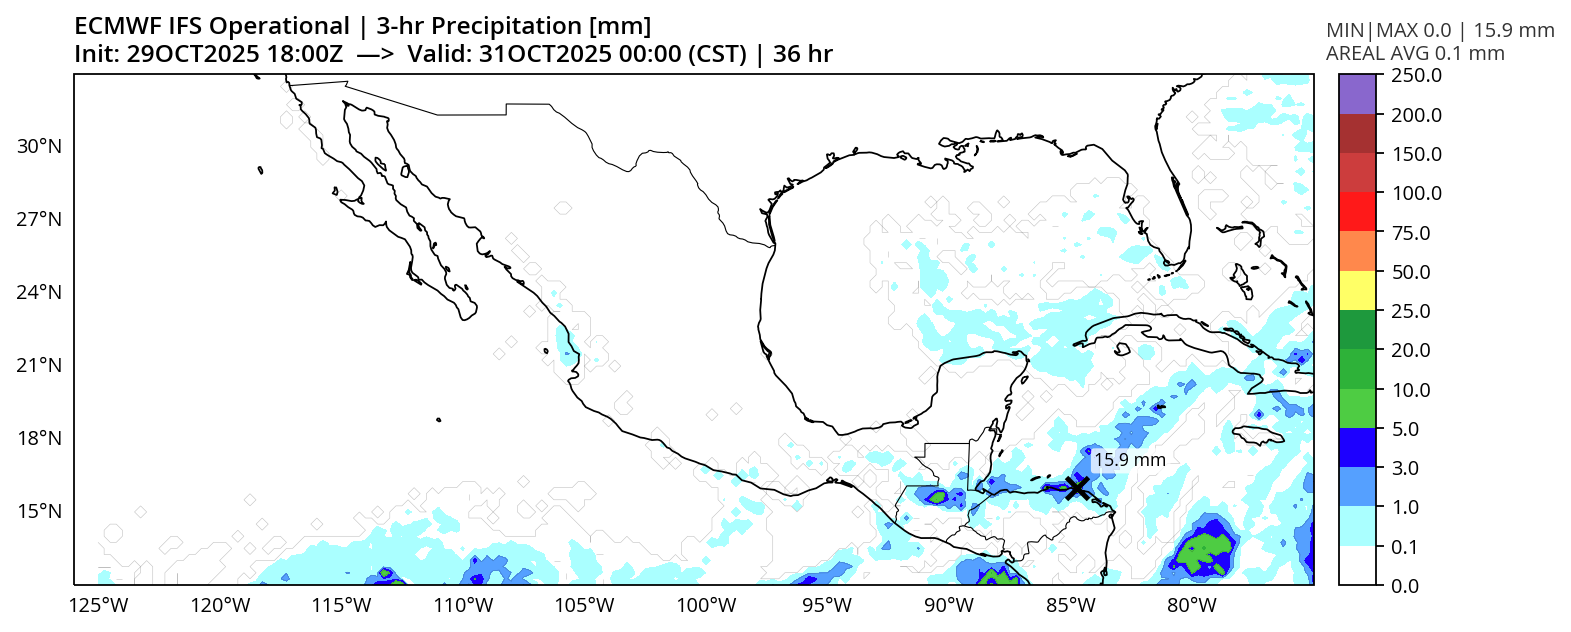 ECMWF IFS Operational | 3-hr Precipitation [mm]
Init: 29OCT2025 18:00Z —> Valid: 31OCT2025 00:00 (CST) | 36 hr
MIN|MAX 0.0 | 15.9 mm
AREAL AVG 0.1 mm
250.0
200.0
150.0
100.0
75.0
50.0
25.0
20.0
10.0
5.0
3.0
1.0
0.1
0.0
30°N
27°N
24°N
21°N
18°N
15°N
15.9 mm
125°W 120°W 115°W 110°W 105°W 100°W 95°W 90°W 85°W 80°W